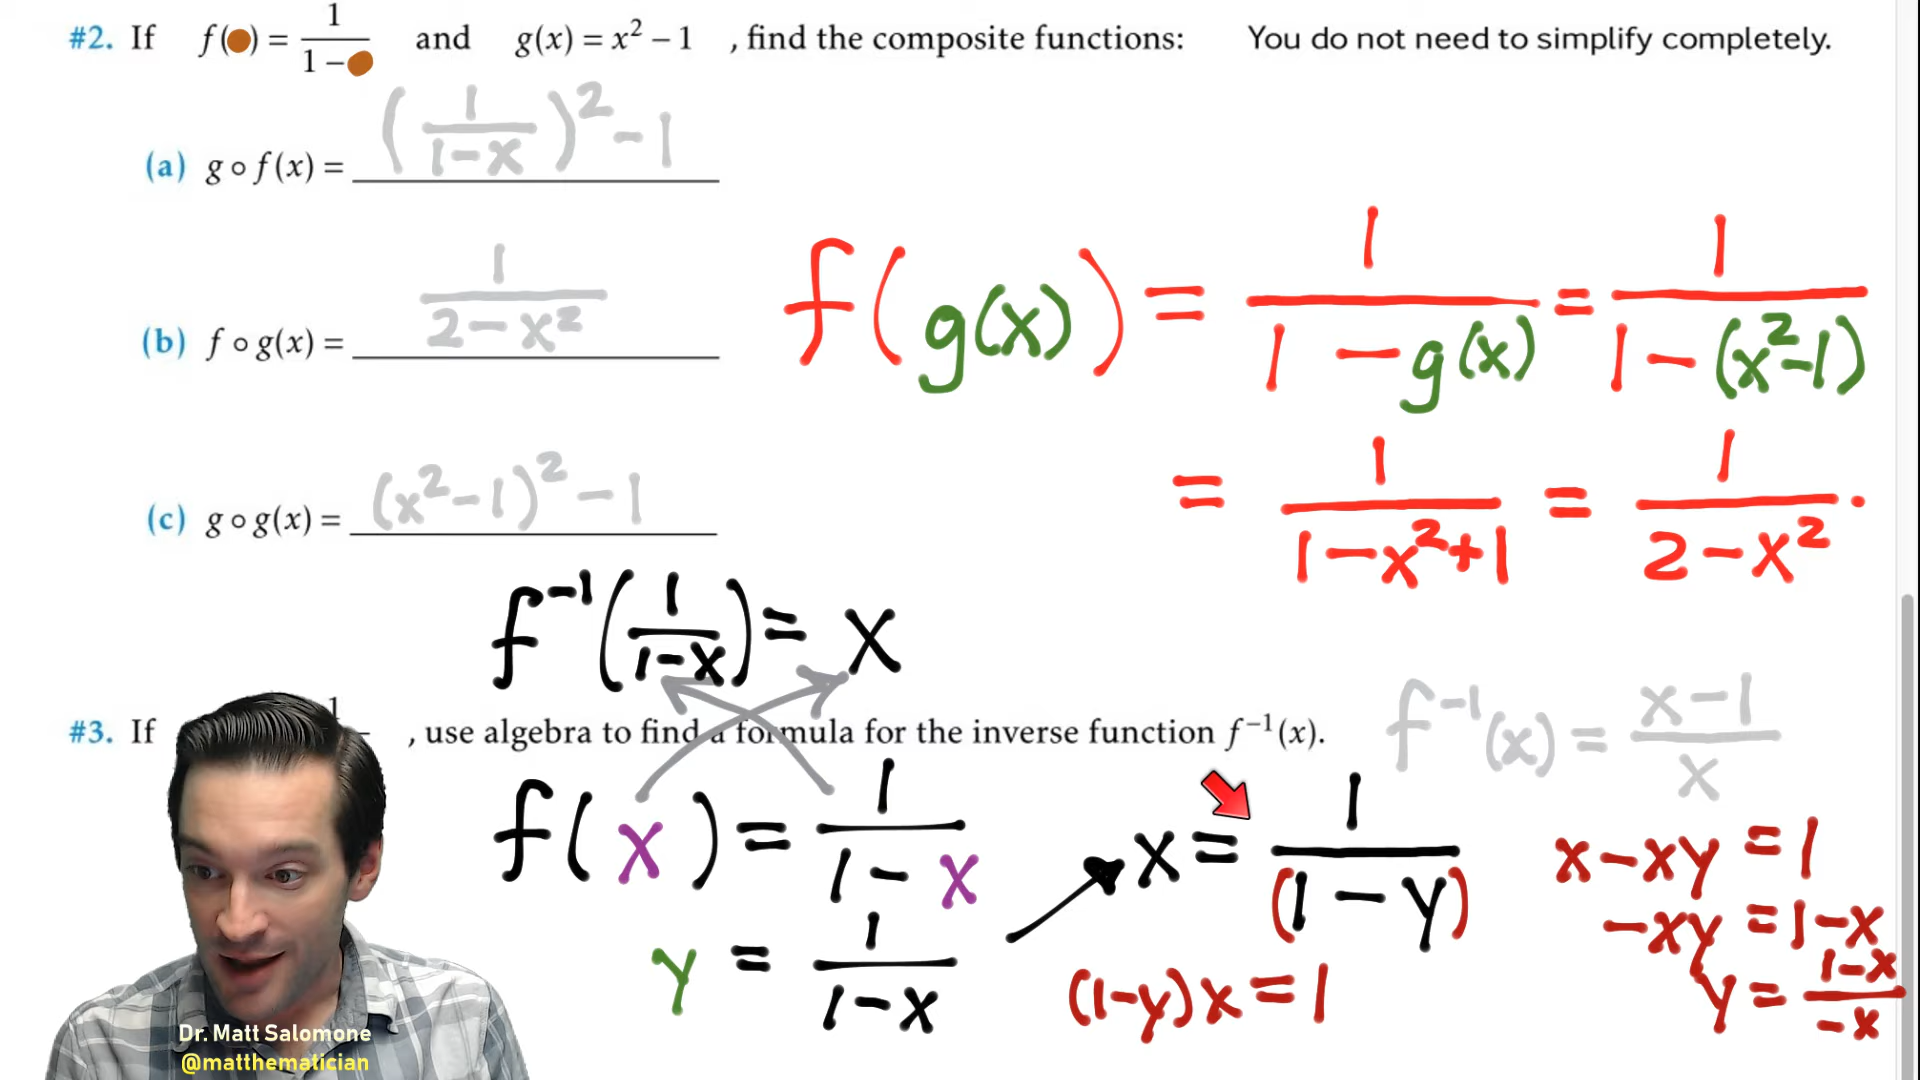 #2. If f( ) = 1/(1 − ) and g(x) = x² − 1 , find the composite functions: You do not need to simplify completely.
(a) g ∘ f(x) = (1/(1−x))² − 1
(b) f ∘ g(x) = 1/(2−x²)
f(g(x)) = 1/(1−g(x)) = 1/(1−(x²−1))
= 1/(1−x²+1) = 1/(2−x²).
(c) g ∘ g(x) = (x²−1)² − 1
f⁻¹(1/(1−x)) = x
#3. If 1 , use algebra to find a formula for the inverse function f⁻¹(x). f⁻¹(x) = (x−1)/x
f(x) = 1/(1−x)
y = 1/(1−x)
x = 1/(1−y)
(1−y)x = 1
x−xy = 1
−xy = 1−x
y = (1−x)/(−x)
Dr. Matt Salomone
@matthematician